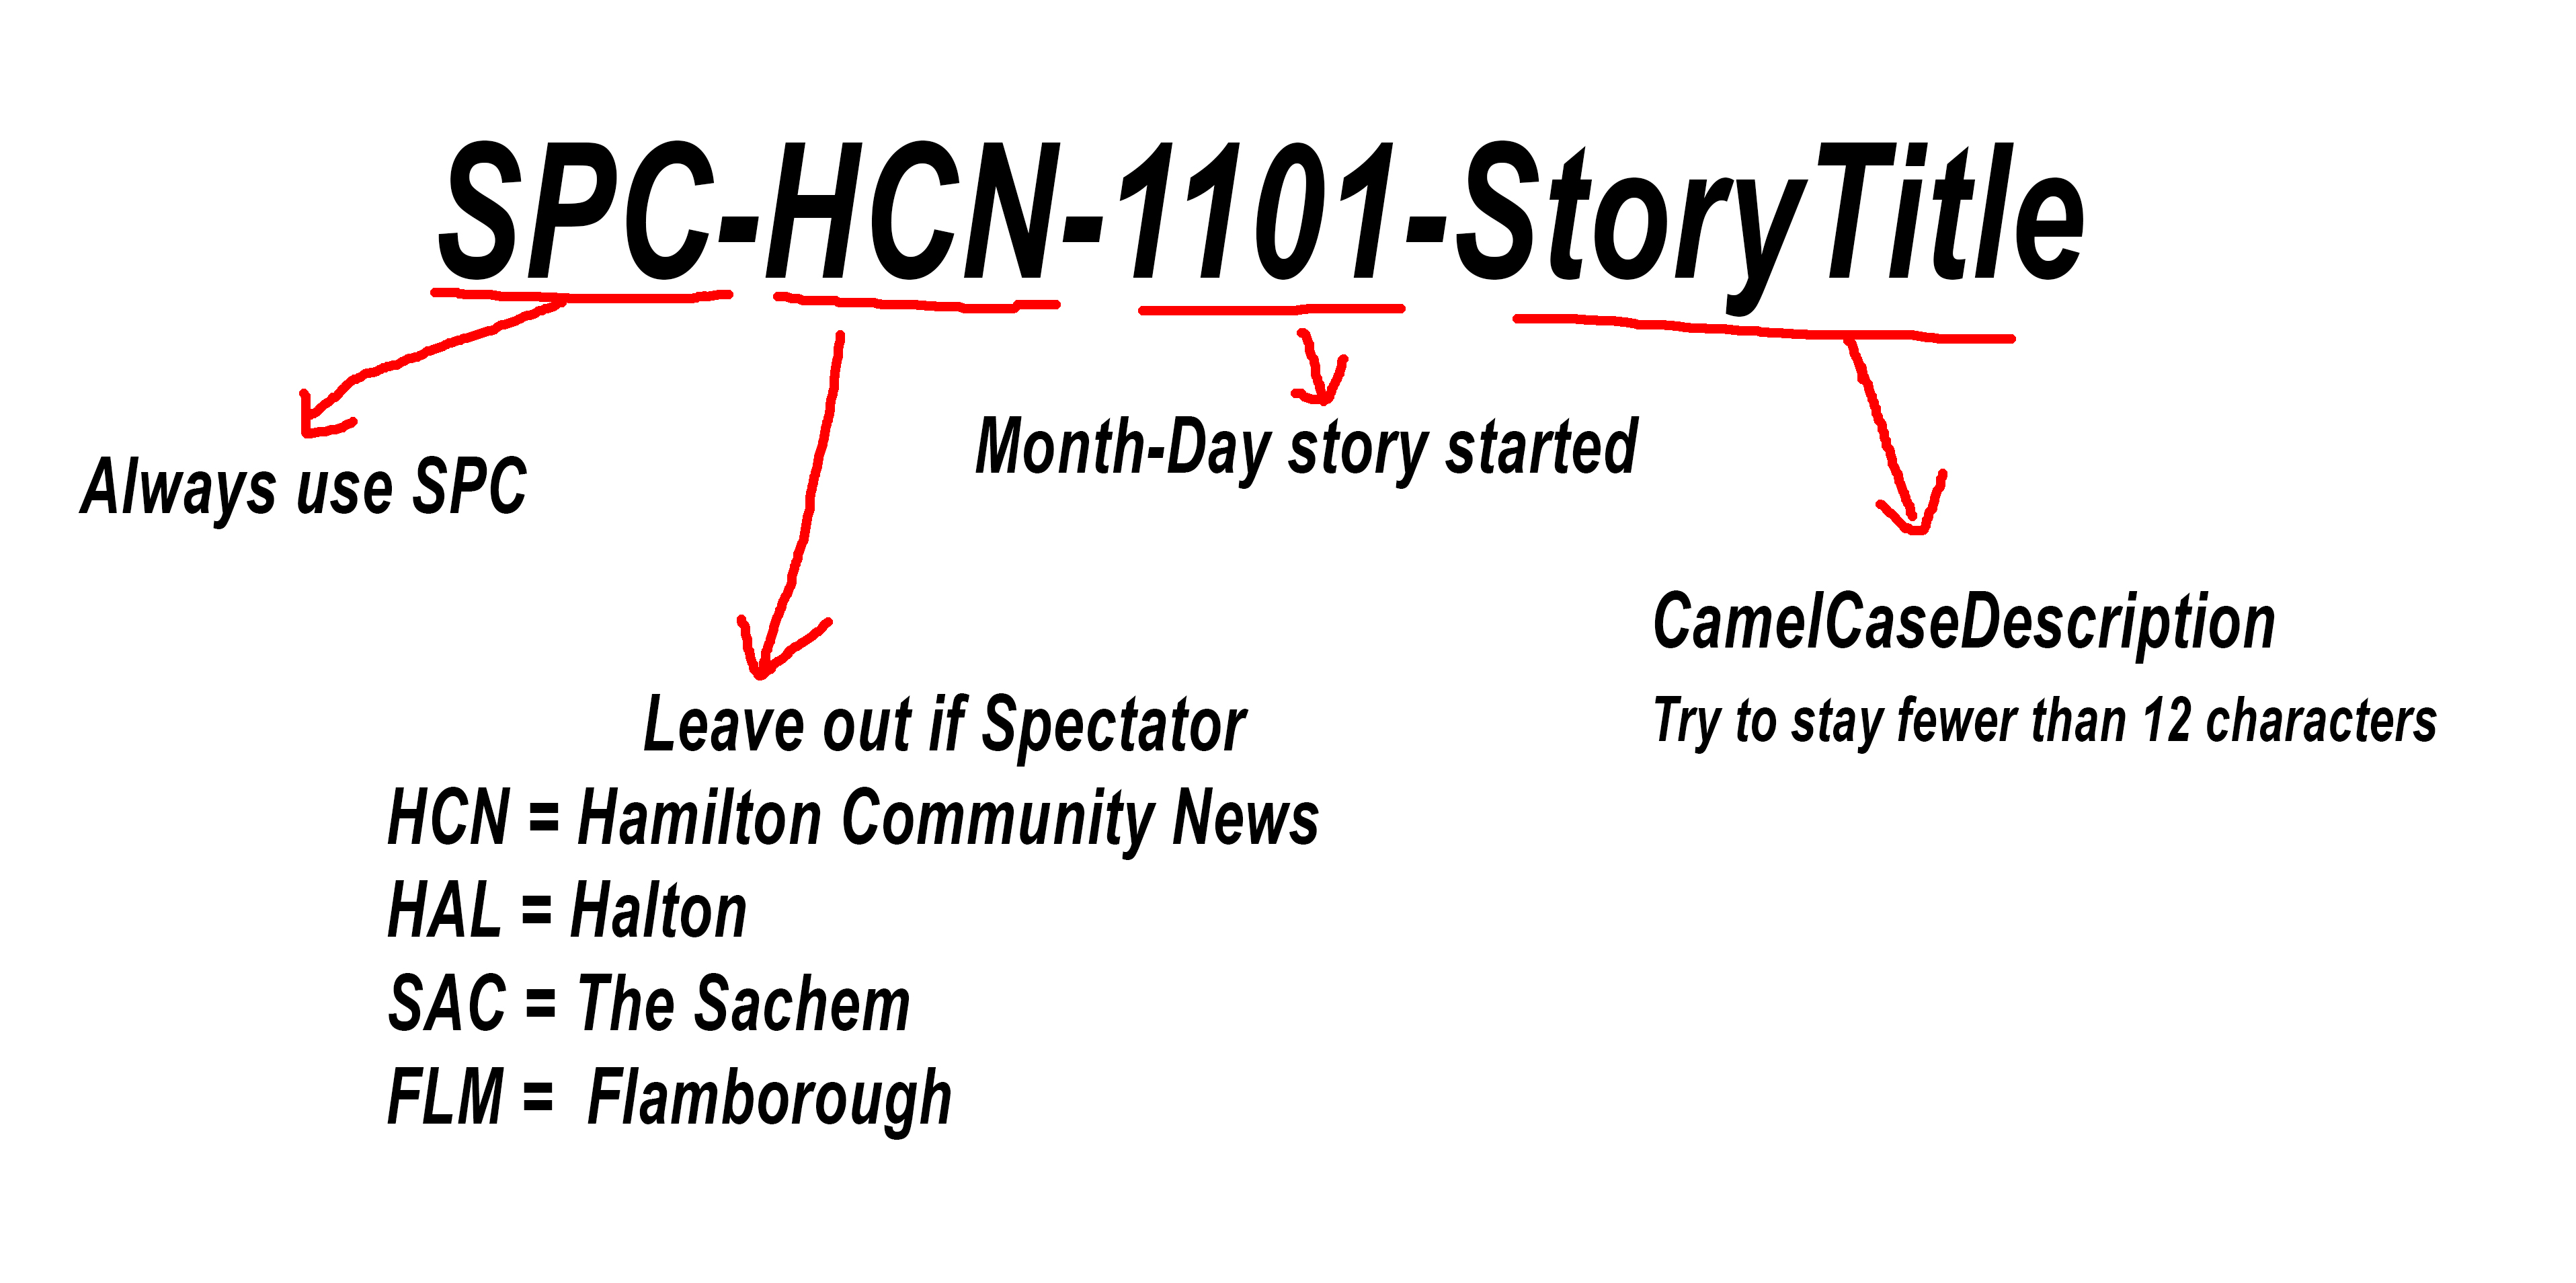 SPC-HCN-1101-StoryTitle
Always use SPC
Month-Day story started
Leave out if Spectator
HCN = Hamilton Community News
HAL = Halton
SAC = The Sachem
FLM = Flamborough
CamelCaseDescription
Try to stay fewer than 12 characters